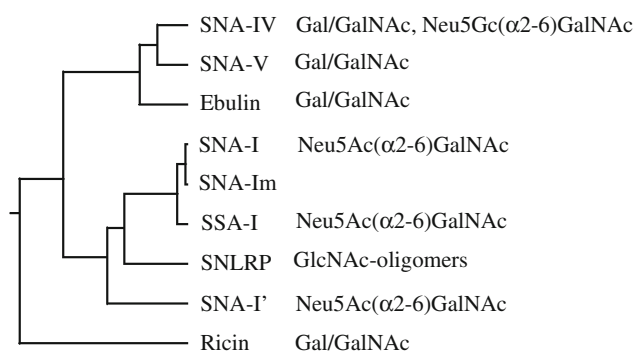 SNA-IV Gal/GalNAc, Neu5Gc(α2-6)GalNAc
SNA-V Gal/GalNAc
Ebulin Gal/GalNAc
SNA-I Neu5Ac(α2-6)GalNAc
SNA-Im
SSA-I Neu5Ac(α2-6)GalNAc
SNLRP GlcNAc-oligomers
SNA-I’ Neu5Ac(α2-6)GalNAc
Ricin Gal/GalNAc